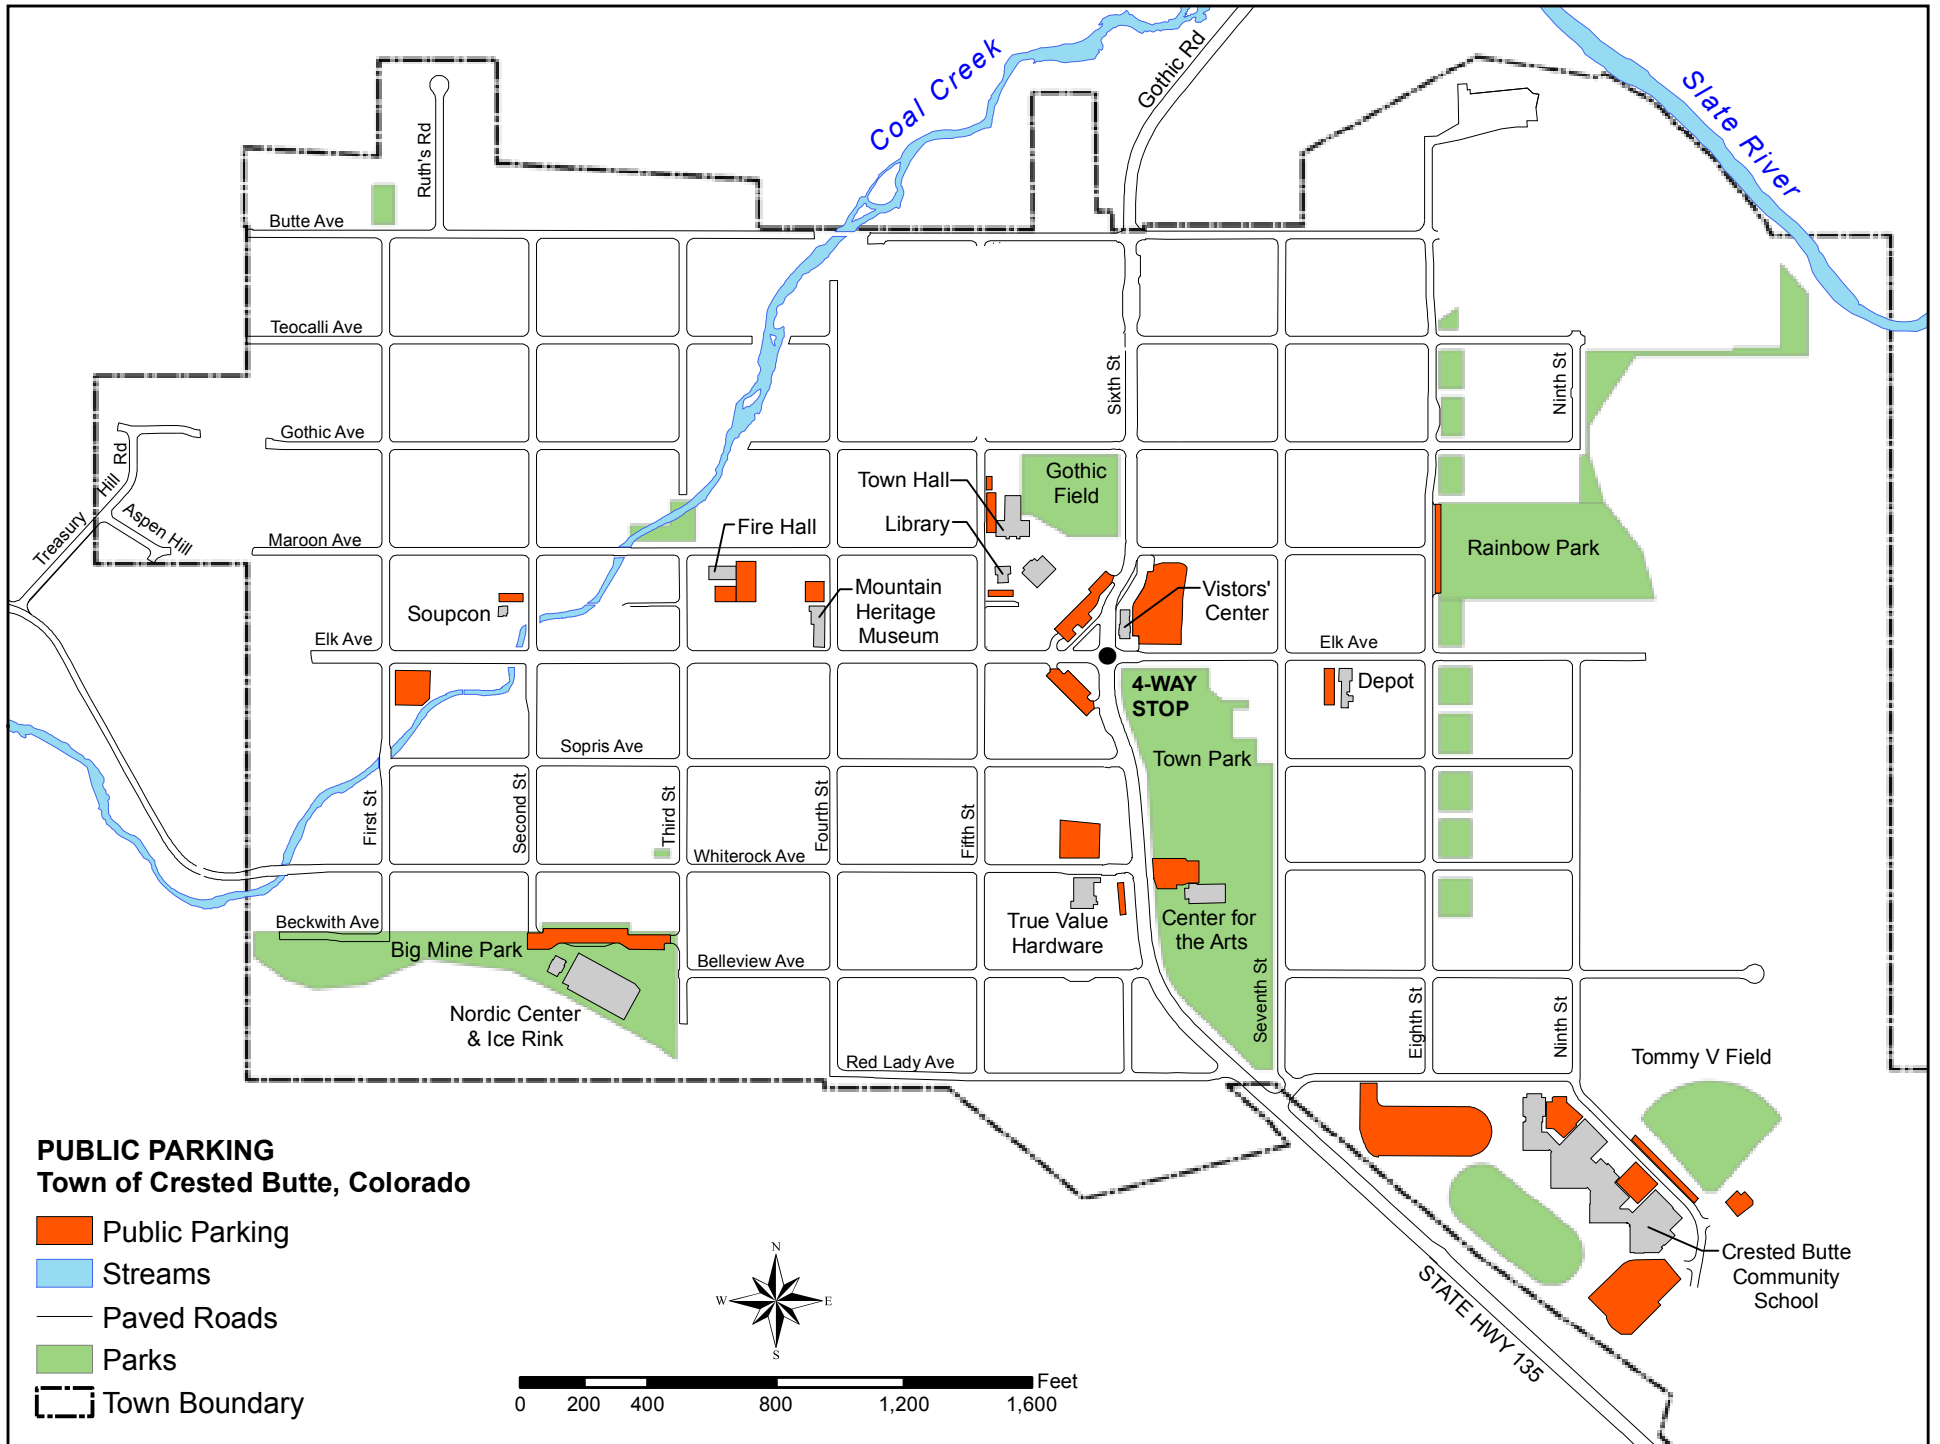 Coal Creek
Gothic Rd
Slate River
Ruth's Rd
Butte Ave
Teocalli Ave
Sixth St
Ninth St
Gothic Ave
Treasury Hill Rd
Aspen Hill
Maroon Ave
Town Hall
Gothic
Field
Library
Fire Hall
Rainbow Park
Soupcon
Mountain
Heritage
Museum
Vistors'
Center
Elk Ave
Elk Ave
4-WAY
STOP
Depot
Sopris Ave
Town Park
First St
Second St
Third St
Fourth St
Fifth St
Whiterock Ave
Beckwith Ave
Big Mine Park
True Value
Hardware
Center for
the Arts
Belleview Ave
Nordic Center
& Ice Rink
Seventh St
Eighth St
Ninth St
Red Lady Ave
Tommy V Field
Crested Butte
Community
School
STATE HWY 135
PUBLIC PARKING
Town of Crested Butte, Colorado
Public Parking
Streams
Paved Roads
Parks
Town Boundary
N
W
E
S
Feet
0 200 400 800 1,200 1,600